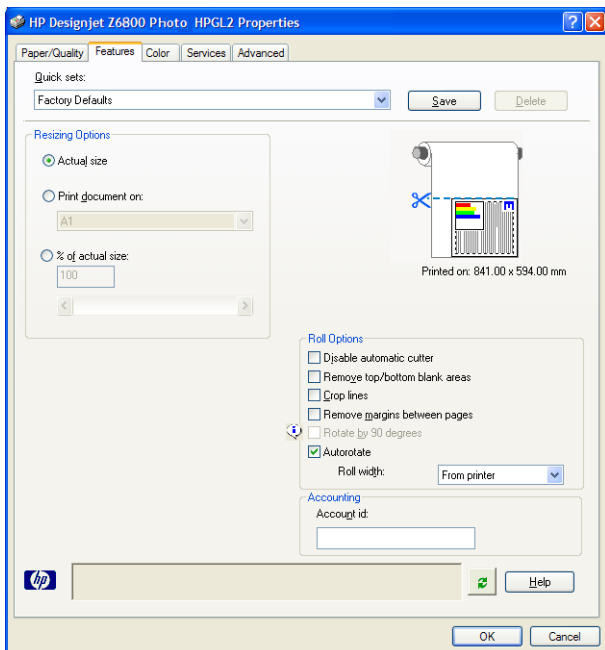 HP Designjet Z6800 Photo HPGL2 Properties
Paper/Quality Features Color Services Advanced
Quick sets:
Factory Defaults Save Delete
Resizing Options
Actual size
Print document on:
A1
% of actual size:
100
Printed on: 841.00 x 594.00 mm
Roll Options
Disable automatic cutter
Remove top/bottom blank areas
Crop lines
Remove margins between pages
Rotate by 90 degrees
Autorotate
Roll width: From printer
Accounting
Account id:
hp Help
OK Cancel